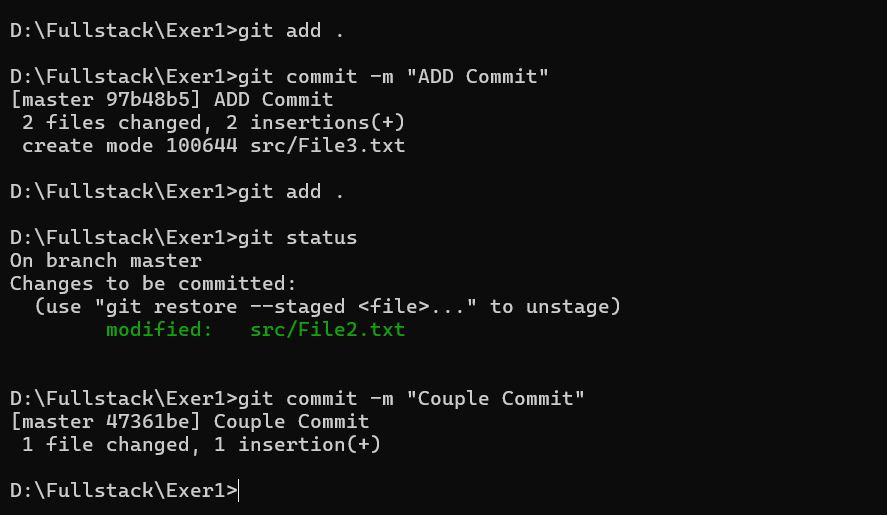 D:\Fullstack\Exer1>git add .
D:\Fullstack\Exer1>git commit -m "ADD Commit"
[master 97b48b5] ADD Commit
 2 files changed, 2 insertions(+)
 create mode 100644 src/File3.txt
D:\Fullstack\Exer1>git add .
D:\Fullstack\Exer1>git status
On branch master
Changes to be committed:
  (use "git restore --staged <file>..." to unstage)
        modified:   src/File2.txt
D:\Fullstack\Exer1>git commit -m "Couple Commit"
[master 47361be] Couple Commit
 1 file changed, 1 insertion(+)
D:\Fullstack\Exer1>